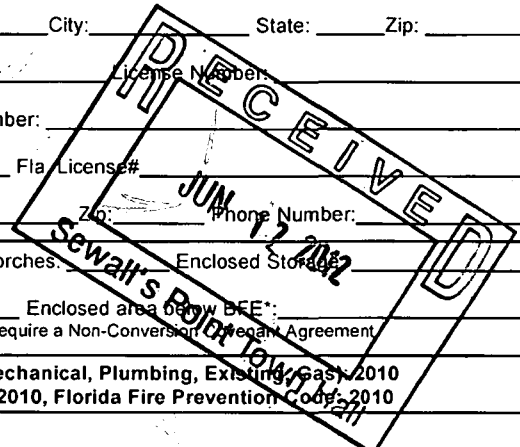 City: State: Zip:
License Number:
nber:
Fla. License#
Zip: Phone Number:
orches: Enclosed Storage:
Enclosed area below BFE*:
equire a Non-Conversion Covenant Agreement
echanical, Plumbing, Existing, Gas): 2010
2010, Florida Fire Prevention Code: 2010
RECEIVED
JUN 12 2012
Sewall's Point Town Hall